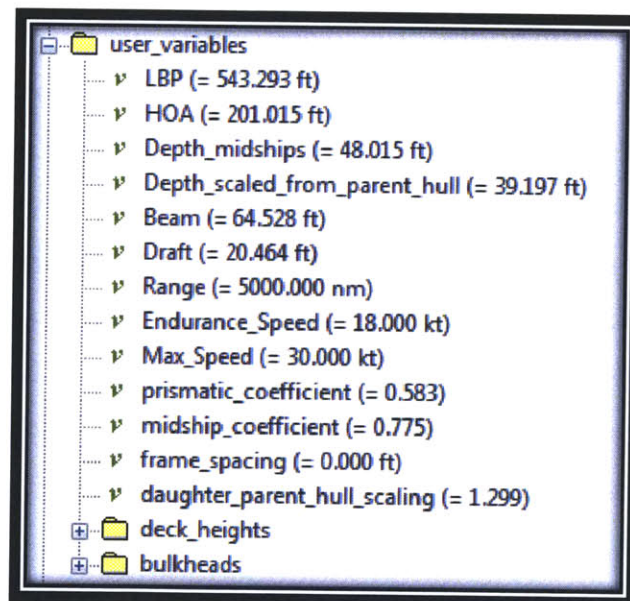 user_variables
LBP (= 543.293 ft)
HOA (= 201.015 ft)
Depth_midships (= 48.015 ft)
Depth_scaled_from_parent_hull (= 39.197 ft)
Beam (= 64.528 ft)
Draft (= 20.464 ft)
Range (= 5000.000 nm)
Endurance_Speed (= 18.000 kt)
Max_Speed (= 30.000 kt)
prismatic_coefficient (= 0.583)
midship_coefficient (= 0.775)
frame_spacing (= 0.000 ft)
daughter_parent_hull_scaling (= 1.299)
deck_heights
bulkheads